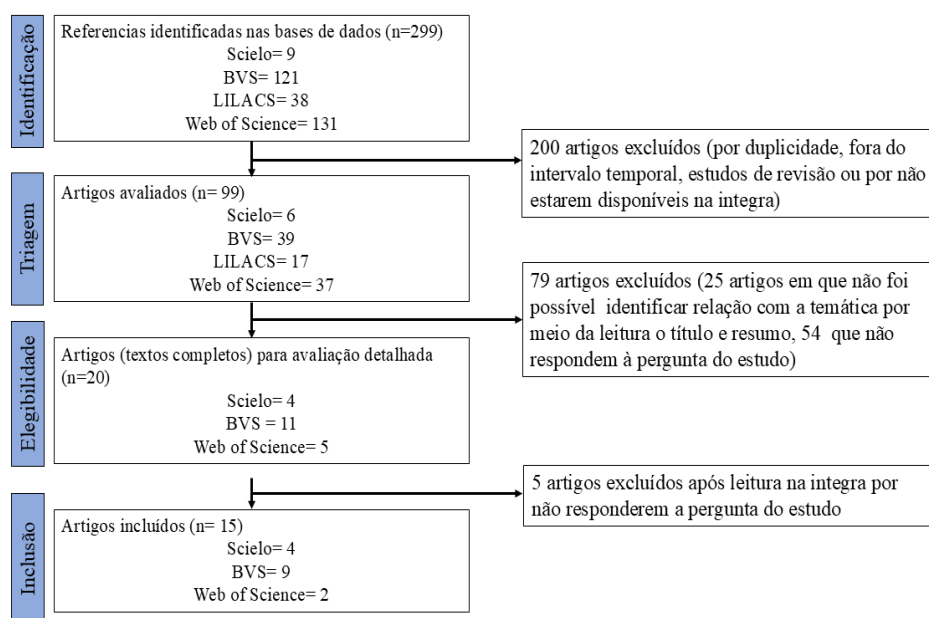 Identificação
Referencias identificadas nas bases de dados (n=299)
Scielo= 9
BVS= 121
LILACS= 38
Web of Science= 131
200 artigos excluídos (por duplicidade, fora do
intervalo temporal, estudos de revisão ou por não
estarem disponíveis na integra)
Triagem
Artigos avaliados (n= 99)
Scielo= 6
BVS= 39
LILACS= 17
Web of Science= 37
79 artigos excluídos (25 artigos em que não foi
possível identificar relação com a temática por
meio da leitura o título e resumo, 54 que não
respondem à pergunta do estudo)
Elegibilidade
Artigos (textos completos) para avaliação detalhada
(n=20)
Scielo= 4
BVS = 11
Web of Science= 5
5 artigos excluídos após leitura na integra por
não responderem a pergunta do estudo
Inclusão
Artigos incluídos (n= 15)
Scielo= 4
BVS= 9
Web of Science= 2